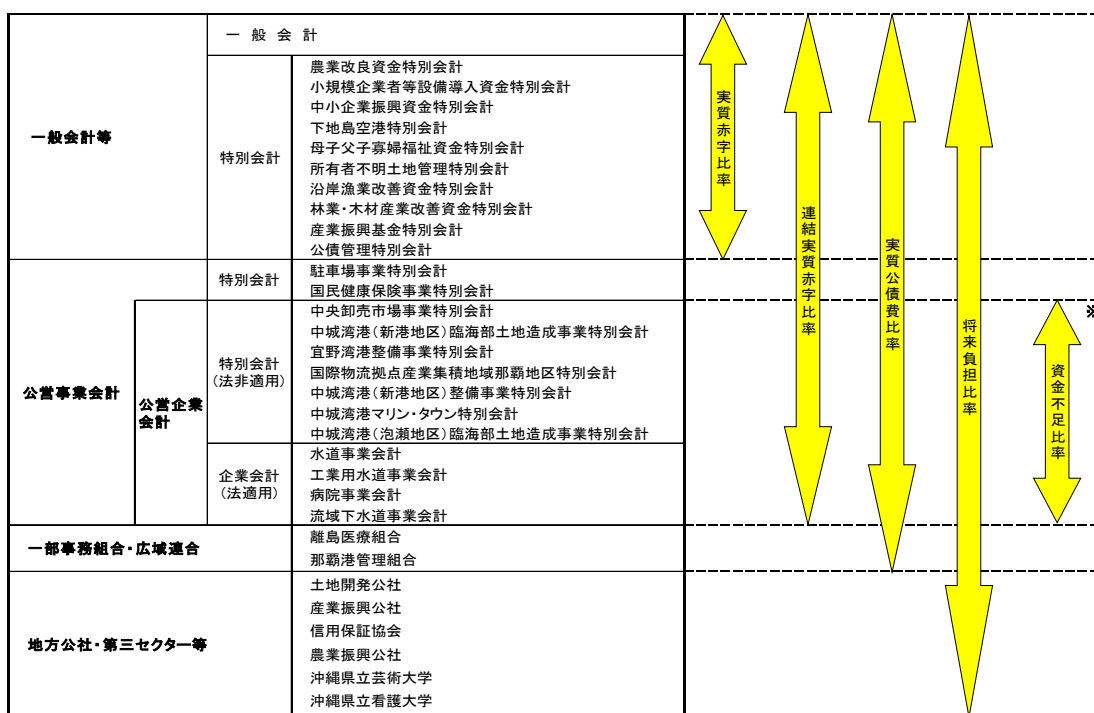 一般会計等
一 般 会 計
特別会計
農業改良資金特別会計
小規模企業者等設備導入資金特別会計
中小企業振興資金特別会計
下地島空港特別会計
母子父子寡婦福祉資金特別会計
所有者不明土地管理特別会計
沿岸漁業改善資金特別会計
林業・木材産業改善資金特別会計
産業振興基金特別会計
公債管理特別会計
公営事業会計
特別会計
駐車場事業特別会計
国民健康保険事業特別会計
公営企業
会計
特別会計
(法非適用)
中央卸売市場事業特別会計
中城湾港(新港地区)臨海部土地造成事業特別会計
宜野湾港整備事業特別会計
国際物流拠点産業集積地域那覇地区特別会計
中城湾港(新港地区)整備事業特別会計
中城湾港マリン・タウン特別会計
中城湾港(泡瀬地区)臨海部土地造成事業特別会計
企業会計
(法適用)
水道事業会計
工業用水道事業会計
病院事業会計
流域下水道事業会計
一部事務組合・広域連合
離島医療組合
那覇港管理組合
地方公社・第三セクター等
土地開発公社
産業振興公社
信用保証協会
農業振興公社
沖縄県立芸術大学
沖縄県立看護大学
実質赤字比率
連結実質赤字比率
実質公債費比率
将来負担比率
資金不足比率
※